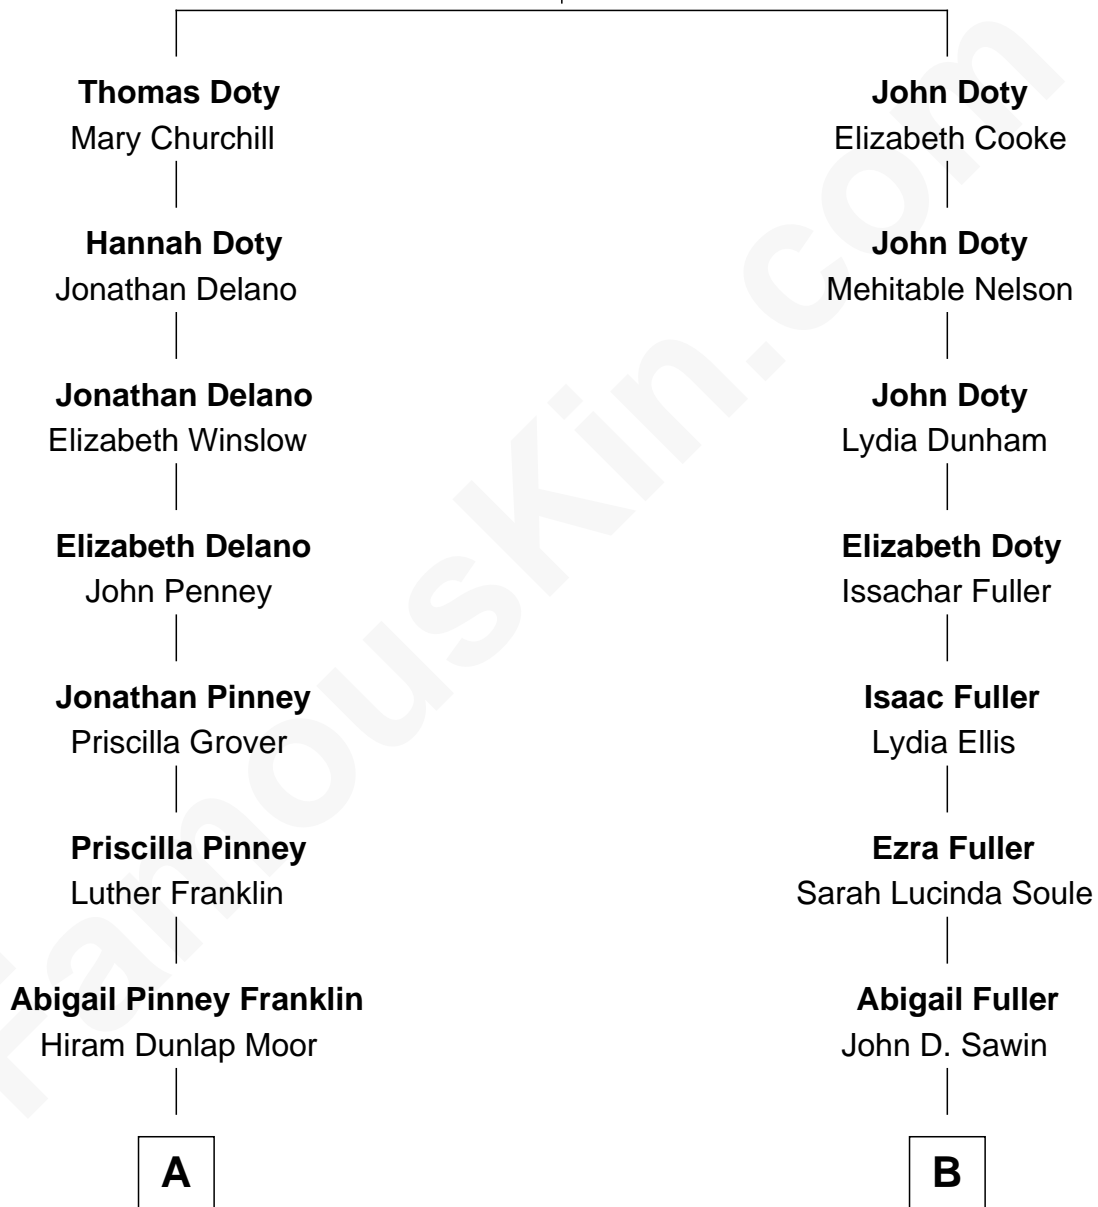 Thomas Doty
Mary Churchill
Hannah Doty
Jonathan Delano
Jonathan Delano
Elizabeth Winslow
Elizabeth Delano
John Penney
Jonathan Pinney
Priscilla Grover
Priscilla Pinney
Luther Franklin
Abigail Pinney Franklin
Hiram Dunlap Moor
A
John Doty
Elizabeth Cooke
John Doty
Mehitable Nelson
John Doty
Lydia Dunham
Elizabeth Doty
Issachar Fuller
Isaac Fuller
Lydia Ellis
Ezra Fuller
Sarah Lucinda Soule
Abigail Fuller
John D. Sawin
B
FamousKin.com